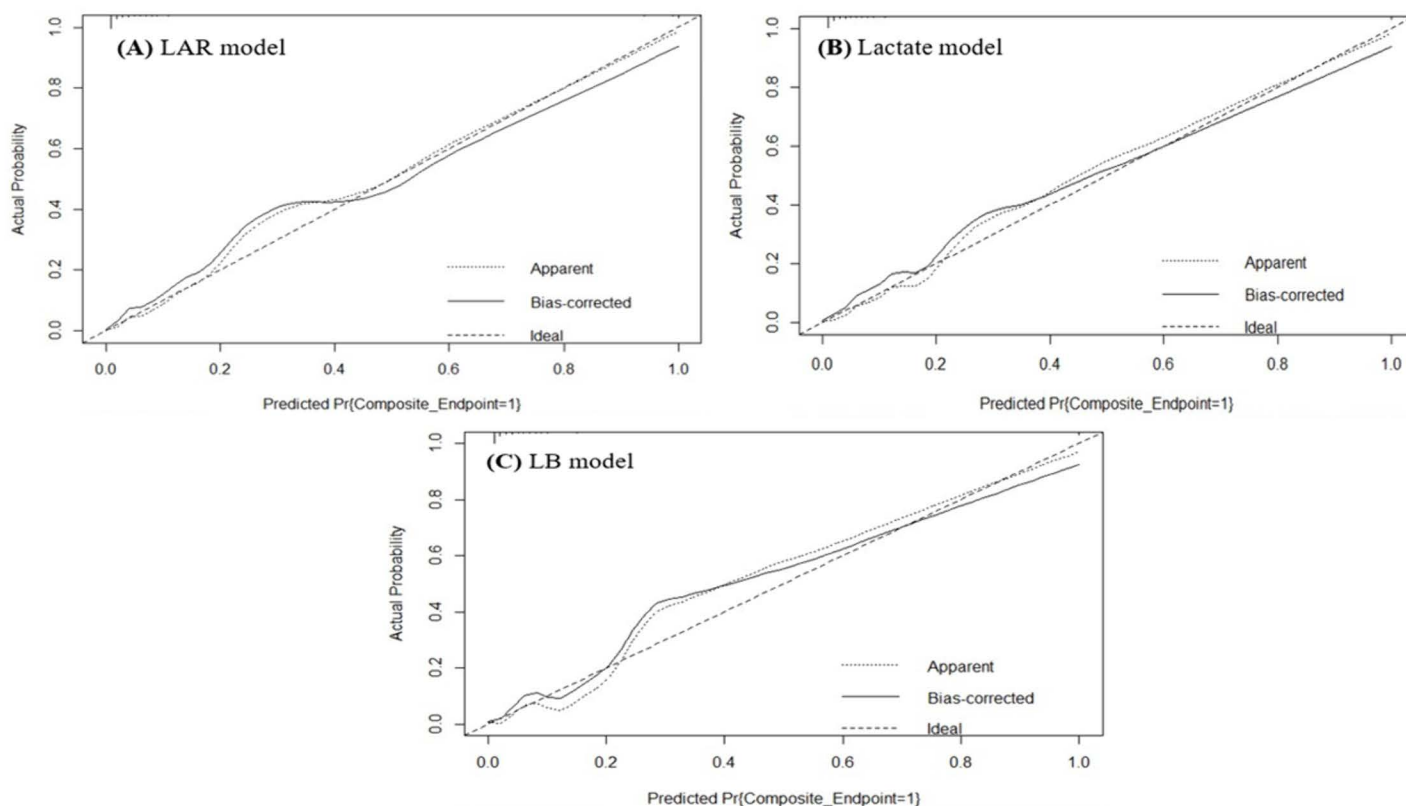 (A) LAR model
Actual Probability
1.0
0.8
0.6
0.4
0.2
0.0
Apparent
Bias-corrected
Ideal
0.0 0.2 0.4 0.6 0.8 1.0
Predicted Pr{Composite_Endpoint=1}
(B) Lactate model
Actual Probability
1.0
0.8
0.6
0.4
0.2
0.0
Apparent
Bias-corrected
Ideal
0.0 0.2 0.4 0.6 0.8 1.0
Predicted Pr{Composite_Endpoint=1}
(C) LB model
Actual Probability
1.0
0.8
0.6
0.4
0.2
0.0
Apparent
Bias-corrected
Ideal
0.0 0.2 0.4 0.6 0.8 1.0
Predicted Pr{Composite_Endpoint=1}